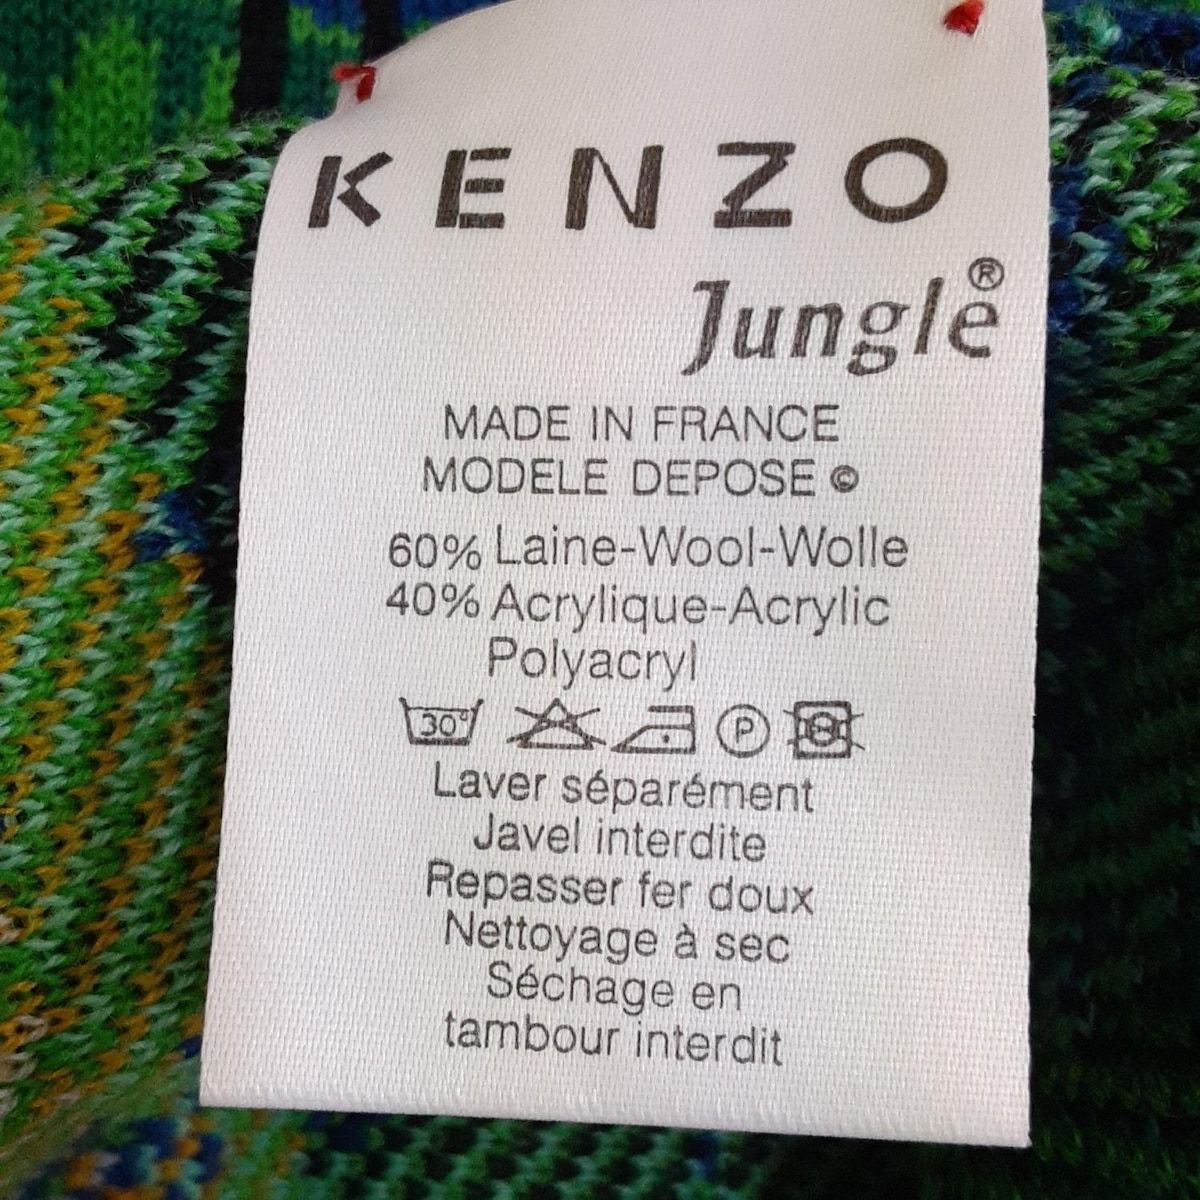 KENZO
Jungle®
MADE IN FRANCE
MODELE DEPOSE ©
60% Laine-Wool-Wolle
40% Acrylique-Acrylic
Polyacryl
30° P
Laver séparément
Javel interdite
Repasser fer doux
Nettoyage à sec
Séchage en
tambour interdit